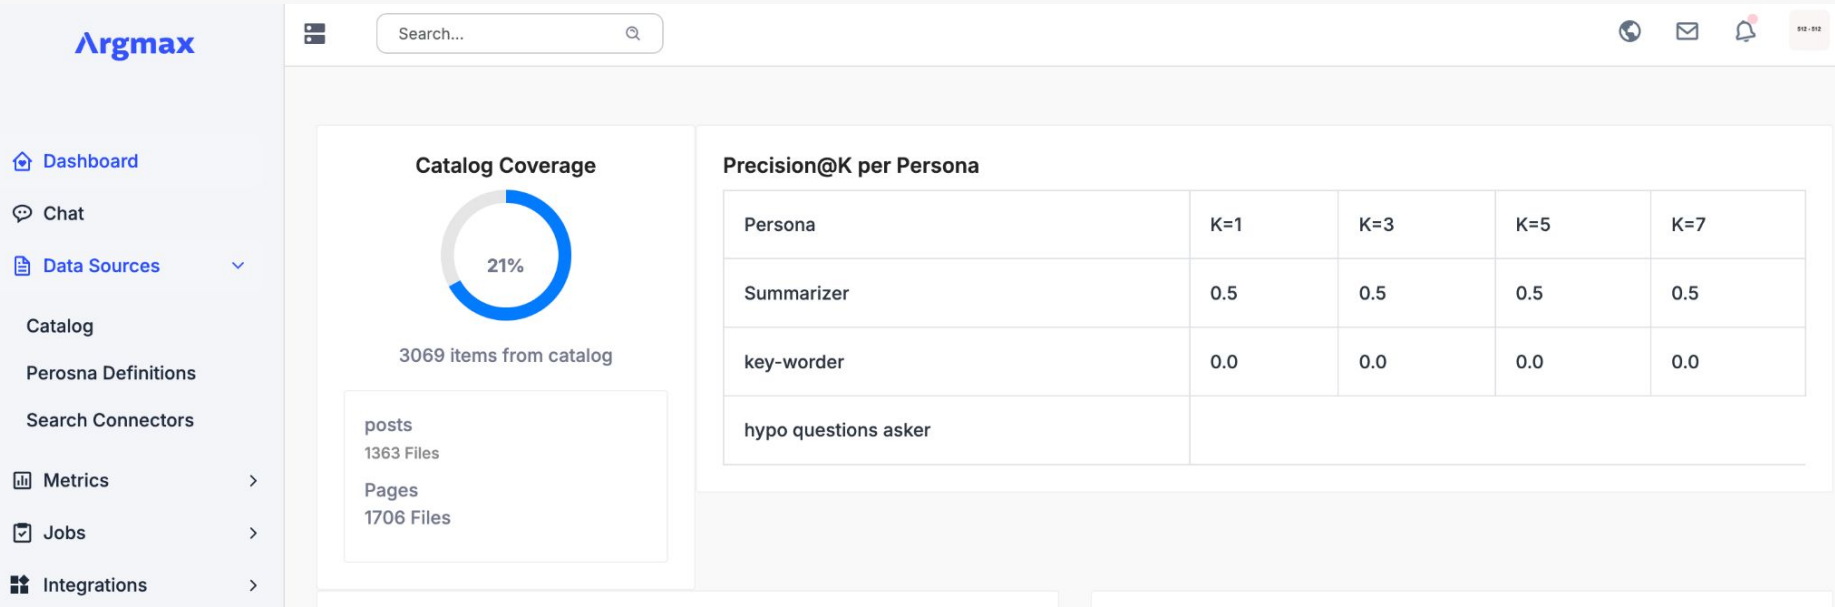 Argmax
Search...
512 × 512
Dashboard
Chat
Data Sources
Catalog
Perosna Definitions
Search Connectors
Metrics
Jobs
Integrations
Catalog Coverage
21%
3069 items from catalog
posts
1363 Files
Pages
1706 Files
Precision@K per Persona
Persona K=1 K=3 K=5 K=7
Summarizer 0.5 0.5 0.5 0.5
key-worder 0.0 0.0 0.0 0.0
hypo questions asker